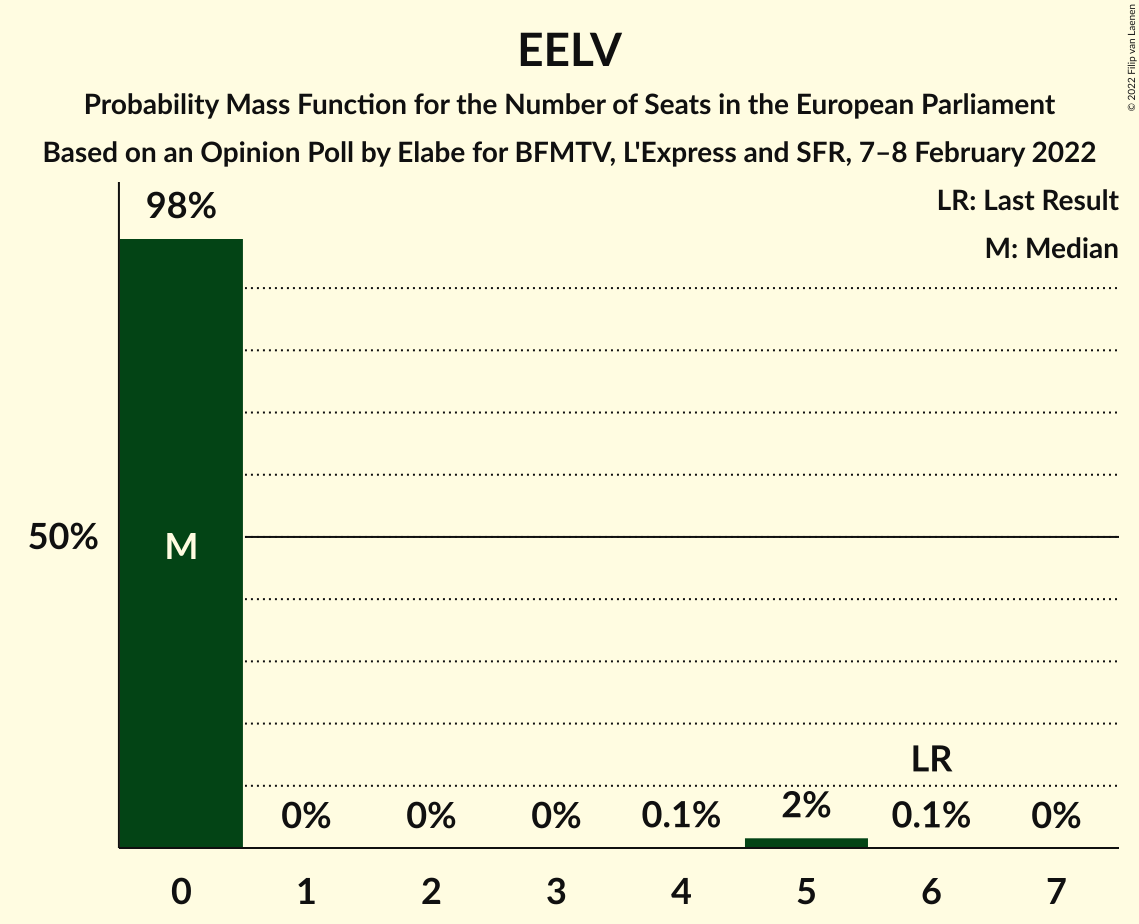 EELV
Probability Mass Function for the Number of Seats in the European Parliament
Based on an Opinion Poll by Elabe for BFMTV, L'Express and SFR, 7–8 February 2022
© 2022 Filip van Laenen
LR: Last Result
M: Median
98%
50%
M
LR
0% 0% 0% 0.1% 2% 0.1% 0%
0 1 2 3 4 5 6 7